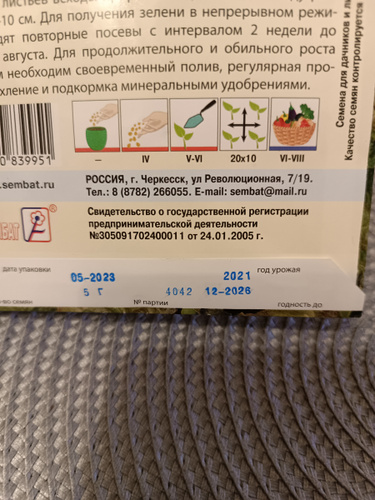 10 см. Для получения зелени в непрерывном режи-
дят повторные посевы с интервалом 2 недели до
августа. Для продолжительного и обильного роста
м необходим своевременный полив, регулярная про-
хление и подкормка минеральными удобрениями.
Семена для дачников и
Качество семян контролируется
0"839951
— IV V-VI 20x10 VI-VIII
.sembat.ru
РОССИЯ, г. Черкесск, ул Революционная, 7/19.
Тел.: 8 (8782) 266055. E-mail: sembat@mail.ru
Свидетельство о государственной регистрации
предпринимательской деятельности
№305091702400011 от 24.01.2005 г.
дата упаковки 05-2023 2021 год урожая
5 Г № партии 4042 12-2026 годность до